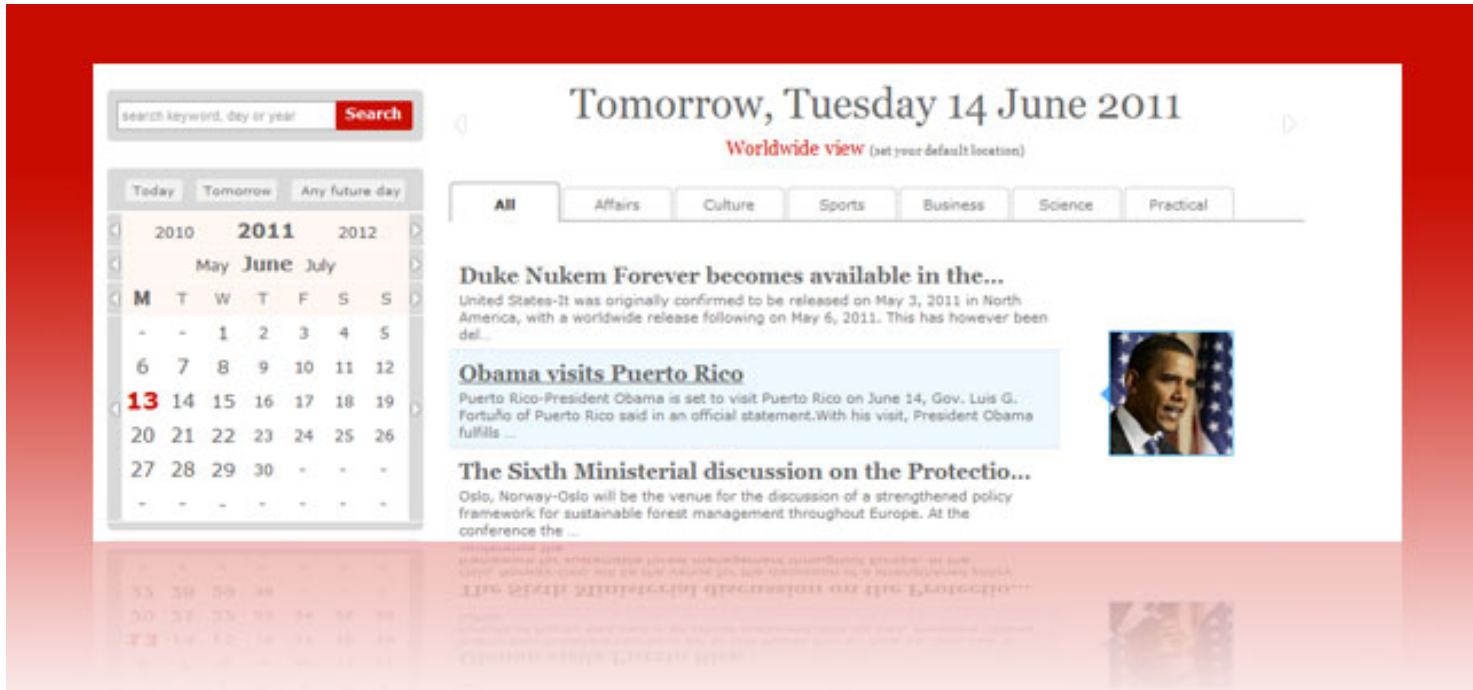 search keyword, day or year Search
Today Tomorrow Any future day
2010 2011 2012
May June July
M T W T F S S
- - 1 2 3 4 5
6 7 8 9 10 11 12
13 14 15 16 17 18 19
20 21 22 23 24 25 26
27 28 29 30 - - -
- - - - - - -
Tomorrow, Tuesday 14 June 2011
Worldwide view (set your default location)
All Affairs Culture Sports Business Science Practical
Duke Nukem Forever becomes available in the...
United States-It was originally confirmed to be released on May 3, 2011 in North
America, with a worldwide release following on May 6, 2011. This has however been
del...
Obama visits Puerto Rico
Puerto Rico-President Obama is set to visit Puerto Rico on June 14, Gov. Luis G.
Fortuño of Puerto Rico said in an official statement.With his visit, President Obama
fulfills ...
The Sixth Ministerial discussion on the Protectio...
Oslo, Norway-Oslo will be the venue for the discussion of a strengthened policy
framework for sustainable forest management throughout Europe. At the
conference the ...